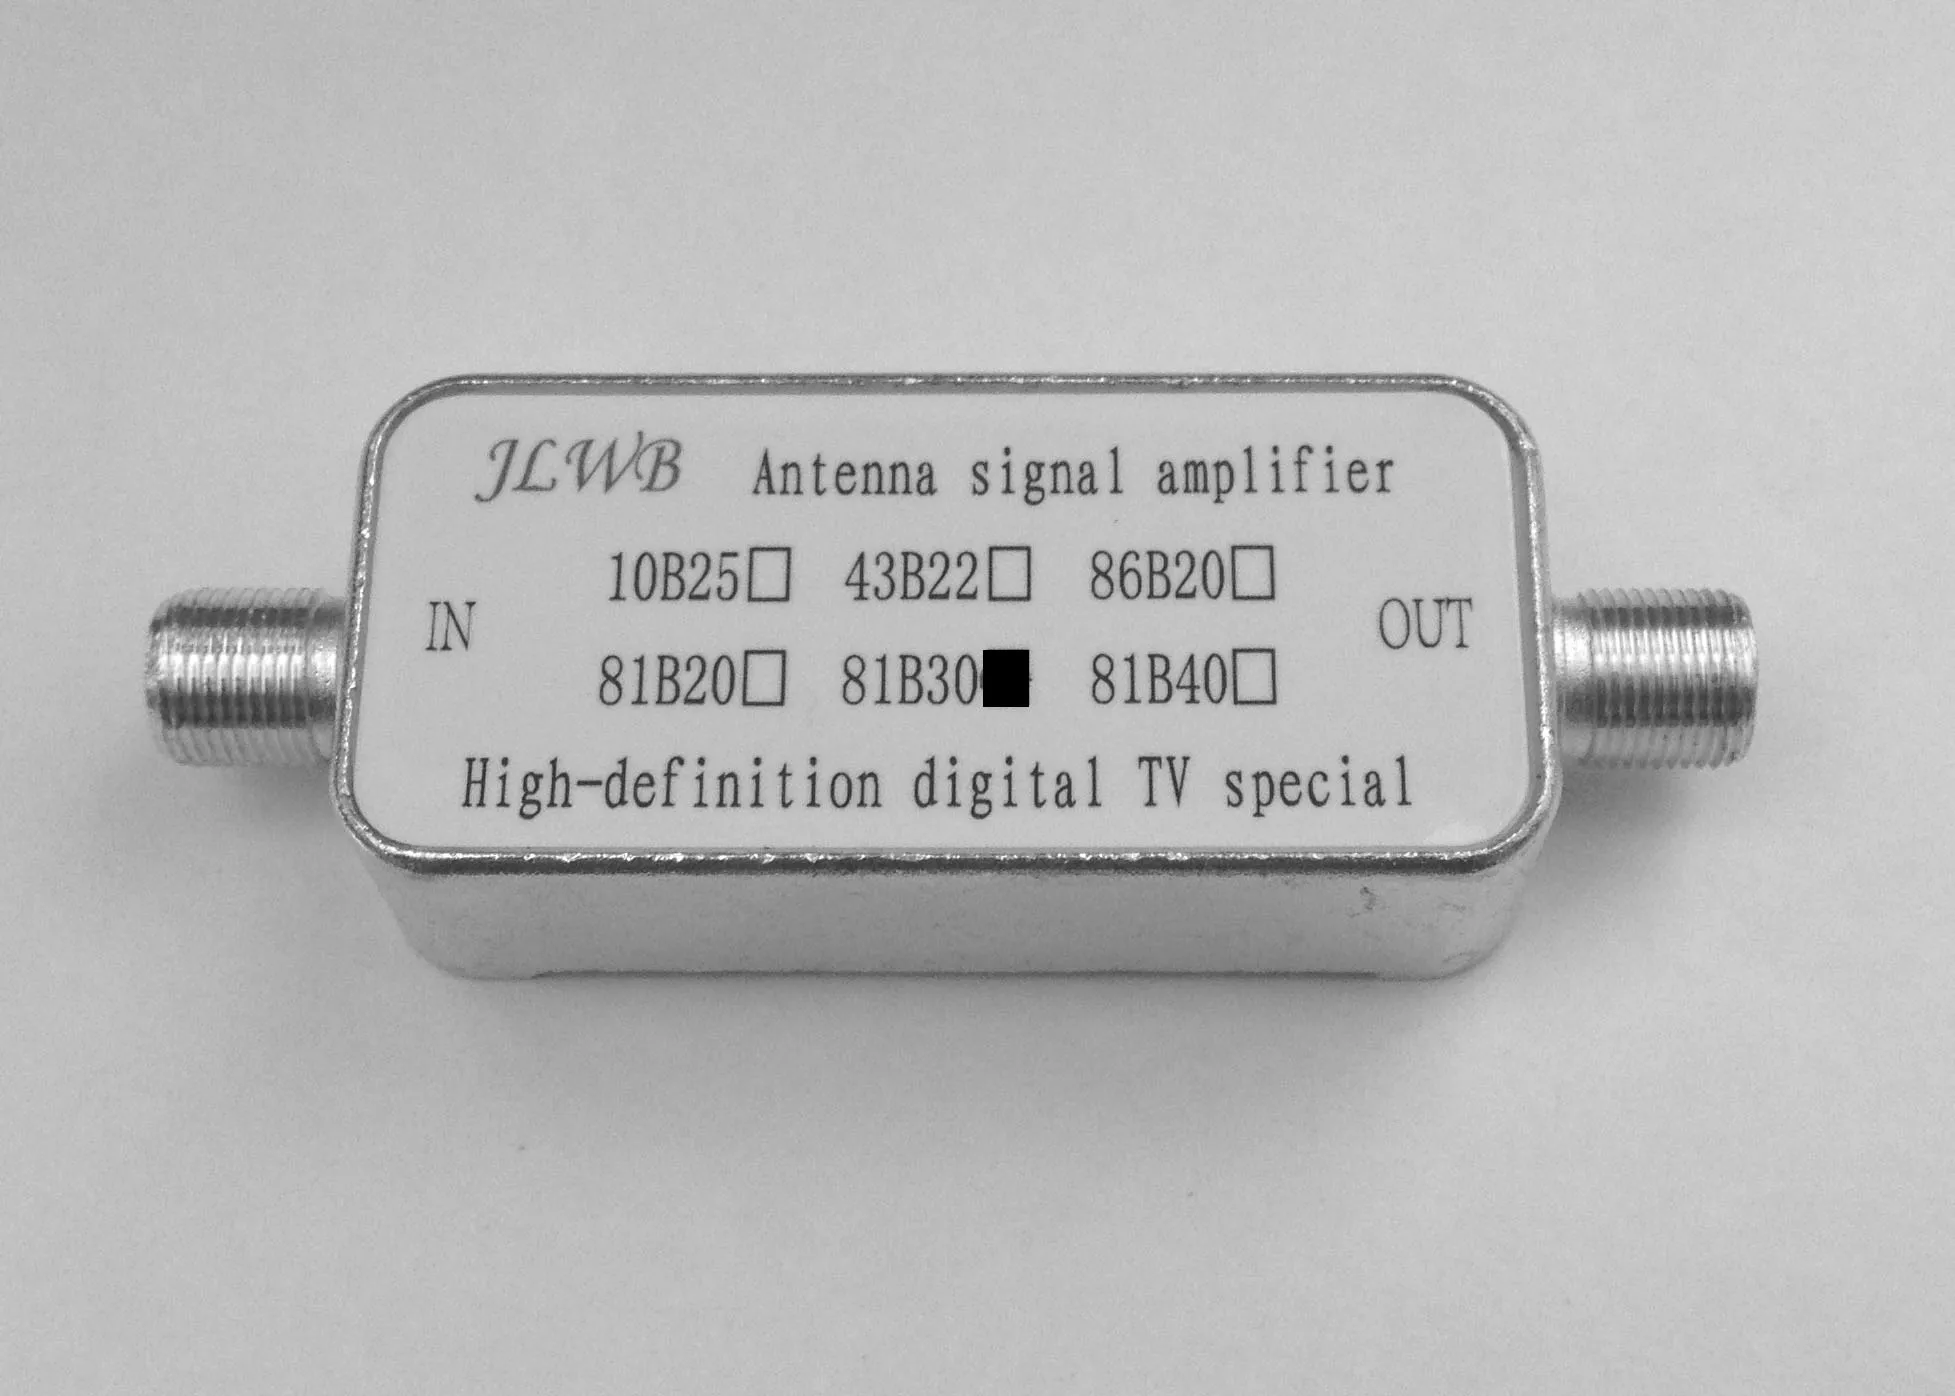 JLWB Antenna signal amplifier
10B25□ 43B22□ 86B20□
IN OUT
81B20□ 81B30■ 81B40□
High-definition digital TV special